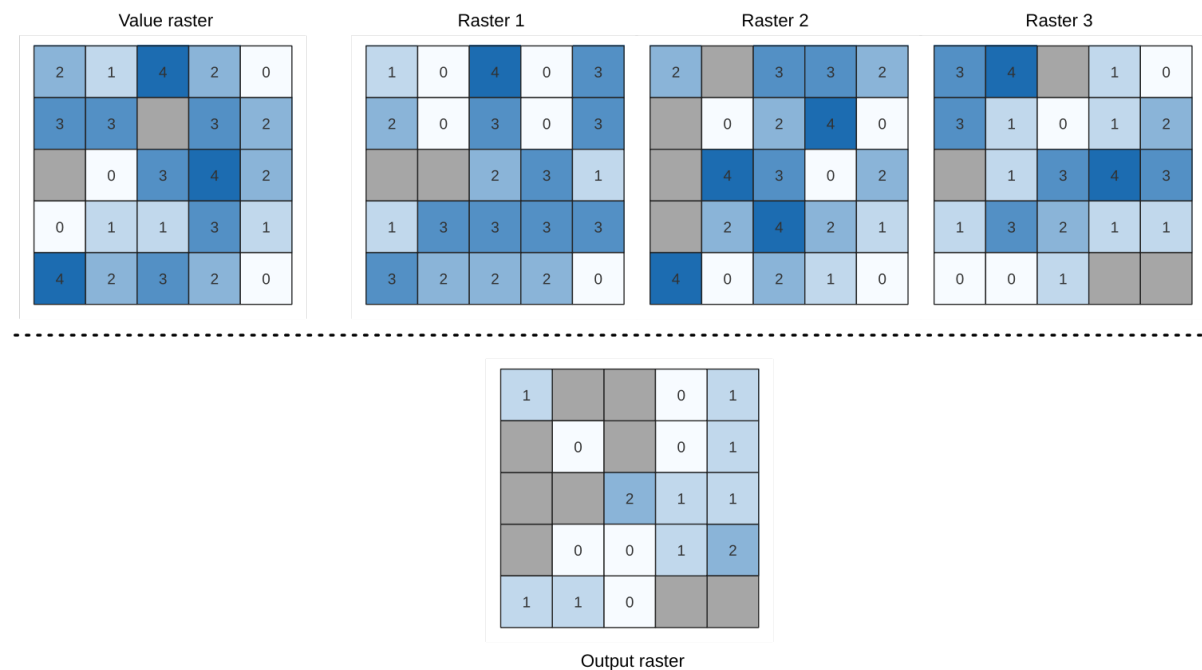 Value raster Raster 1 Raster 2 Raster 3
2 1 4 2 0 1 0 4 0 3 2 3 3 2 3 4 1 0
3 3 3 2 2 0 3 0 3 0 2 4 0 3 1 0 1 2
0 3 4 2 2 3 1 4 3 0 2 1 3 4 3
0 1 1 3 1 1 3 3 3 3 2 4 2 1 1 3 2 1 1
4 2 3 2 0 3 2 2 2 0 4 0 2 1 0 0 0 1
1 0 1
0 0 1
2 1 1
0 0 1 2
1 1 0
Output raster